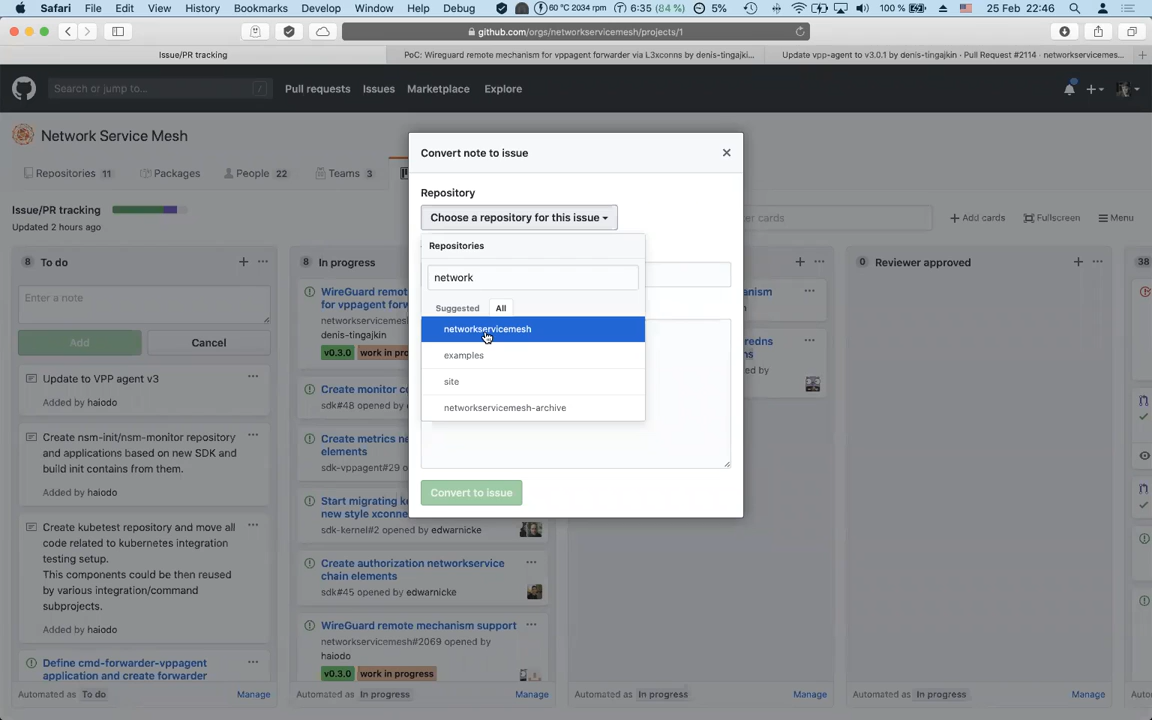 Safari File Edit View History Bookmarks Develop Window Help Debug 60 °C 2034 rpm 6:35 (84 %) 5% 100 % 25 Feb 22:46
github.com/orgs/networkservicemesh/projects/1
Issue/PR tracking
PoC: Wireguard remote mechanism for vppagent forwarder via L3xconns by denis-tingajki...
Update vpp-agent to v3.0.1 by denis-tingajkin · Pull Request #2114 · networkservicemes...
Search or jump to... /
Pull requests Issues Marketplace Explore
Network Service Mesh
Repositories 11 Packages People 22 Teams 3
Issue/PR tracking
Updated 2 hours ago
er cards
Add cards Fullscreen Menu
8 To do
Enter a note
Add Cancel
Update to VPP agent v3
Added by haiodo
Create nsm-init/nsm-monitor repository
and applications based on new SDK and
build init contains from them.
Added by haiodo
Create kubetest repository and move all
code related to kubernetes integration
testing setup.
This components could be then reused
by various integration/command
subprojects.
Added by haiodo
Define cmd-forwarder-vppagent
application and create forwarder
Automated as To do Manage
8 In progress
WireGuard remot
for vppagent forw
networkservicemesh
denis-tingajkin
v0.3.0 work in pro
Create monitor c
sdk#48 opened by e
Create metrics ne
elements
sdk-vppagent#29 o
Start migrating ke
new style xconne
sdk-kernel#2 opened by edwarnicke
Create authorization networkservice
chain elements
sdk#45 opened by edwarnicke
WireGuard remote mechanism support
networkservicemesh#2069 opened by
haiodo
v0.3.0 work in progress
Automated as In progress Manage
Convert note to issue
Repository
Choose a repository for this issue
Repositories
network
Suggested All
networkservicemesh
examples
site
networkservicemesh-archive
Convert to issue
anism
redns
ns
ed by
Automated as In progress Manage
0 Reviewer approved
Automated as In progress Manage
38